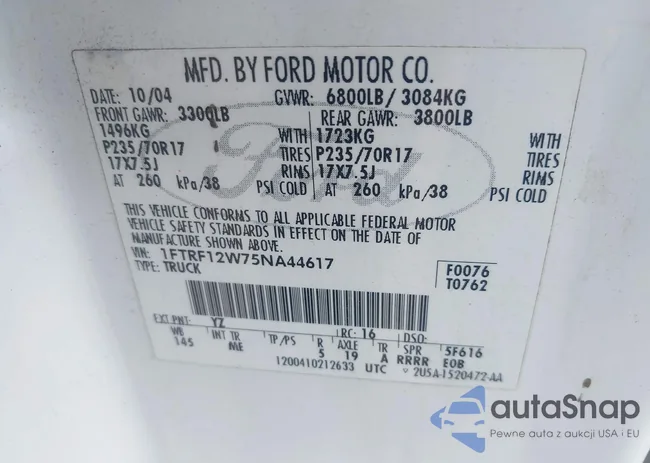 MFD. BY FORD MOTOR CO.
DATE: 10/04 GVWR: 6800LB/ 3084KG
FRONT GAWR: 3300LB REAR GAWR: 3800LB
1496KG WITH 1723KG WITH
P235/70R17 TIRES P235/70R17 TIRES
17X7.5J RIMS 17X7.5J RIMS
AT 260 kPa/38 PSI COLD AT 260 kPa/38 PSI COLD
Ford
THIS VEHICLE CONFORMS TO ALL APPLICABLE FEDERAL MOTOR
VEHICLE SAFETY STANDARDS IN EFFECT ON THE DATE OF
MANUFACTURE SHOWN ABOVE.
VIN: 1FTRF12W75NA44617
TYPE: TRUCK
F0076
T0762
EXT PNT: YZ RC: 16 DSO:
WB INT TR TP/PS R AXLE TR SPR 5F616
145 ME 5 19 A RRRR EOB
1200410212633 UTC 2U5A-1520472-AA
autaSnap
Pewne auta z aukcji USA i EU